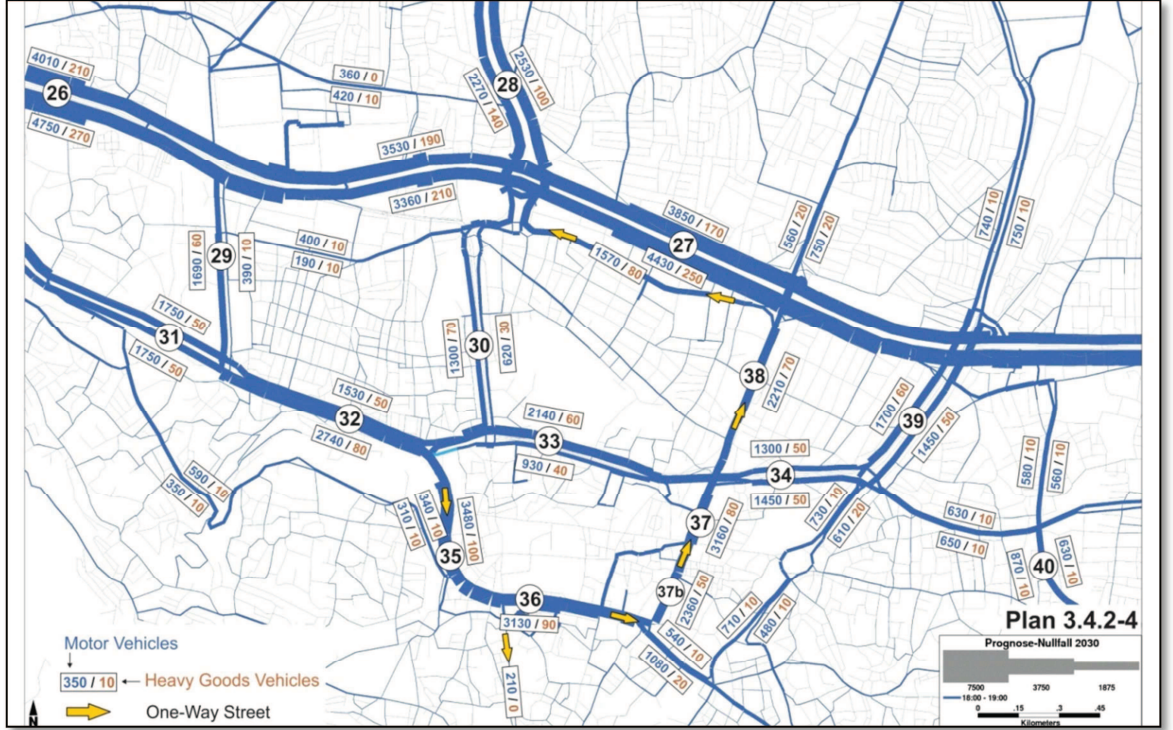 4010 / 210
26
4750 / 270
360 / 0
420 / 10
2270 / 140
28
2530 / 100
3530 / 190
3360 / 210
3850 / 170
27
4430 / 250
1570 / 80
560 / 20
750 / 20
740 / 10
750 / 10
1690 / 60
29
390 / 10
400 / 10
190 / 10
1750 / 50
31
1750 / 50
1300 / 70
30
620 / 30
38
2210 / 70
1530 / 50
32
2740 / 80
2140 / 60
33
930 / 40
1300 / 50
34
1450 / 50
1700 / 60
39
1450 / 50
580 / 10
560 / 10
590 / 10
350 / 10
310 / 10
340 / 10
3480 / 100
35
37
3160 / 80
730 /
610 / 20
630 / 10
650 / 10
870 / 10
40
630 / 10
36
3130 / 90
37b
2360 / 50
540 / 10
1080 / 20
710 / 10
480 / 10
210 / 0
Motor Vehicles
350 / 10 Heavy Goods Vehicles
One-Way Street
N
Plan 3.4.2-4
Prognose-Nullfall 2030
7500 3750 1875
18:00 - 19:00
0 .15 .3 .45
Kilometers